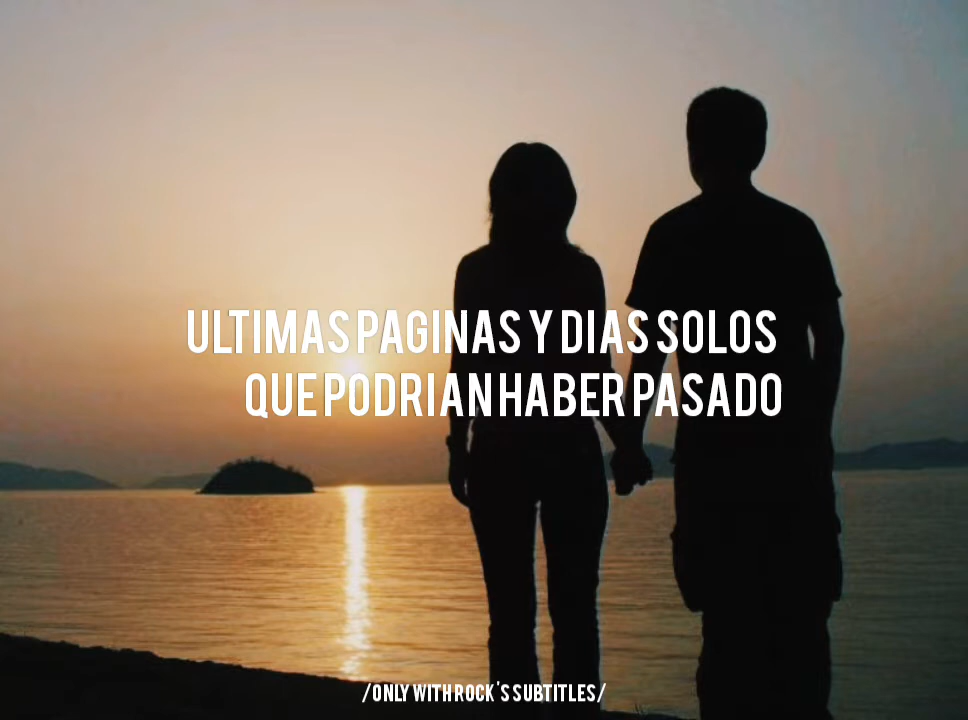 ULTIMAS PAGINAS Y DIAS SOLOS
QUE PODRIAN HABER PASADO
/ONLY WITH ROCK'S SUBTITLES/